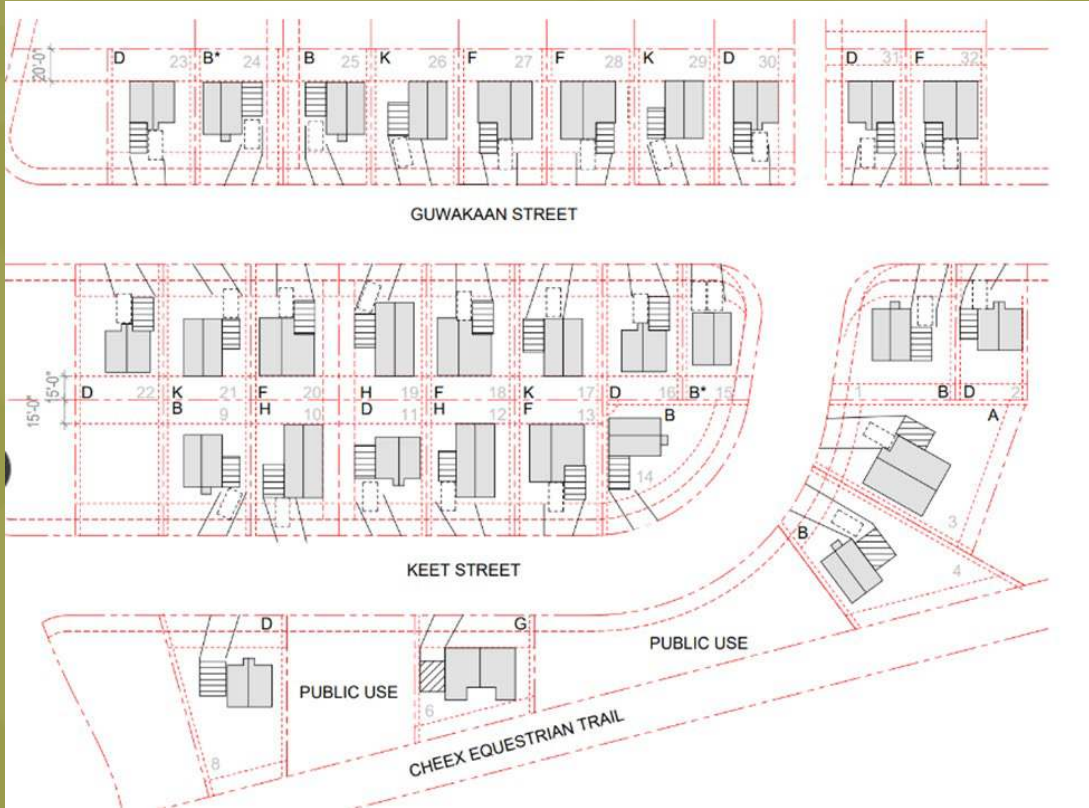 20'-0"
D 23 B* 24 B 25 K 26 F 27 F 28 K 29 D 30 D 31 F 32
GUWAKAAN STREET
15'-0"
D 22 K 21 F 20 H 19 F 18 K 17 D 16 B* 15 1 B D 2
15'-0"
B 9 H 10 D 11 H 12 F 13 B 14 A 3
B 4
KEET STREET
D 8 PUBLIC USE G 6 PUBLIC USE
CHEEX EQUESTRIAN TRAIL